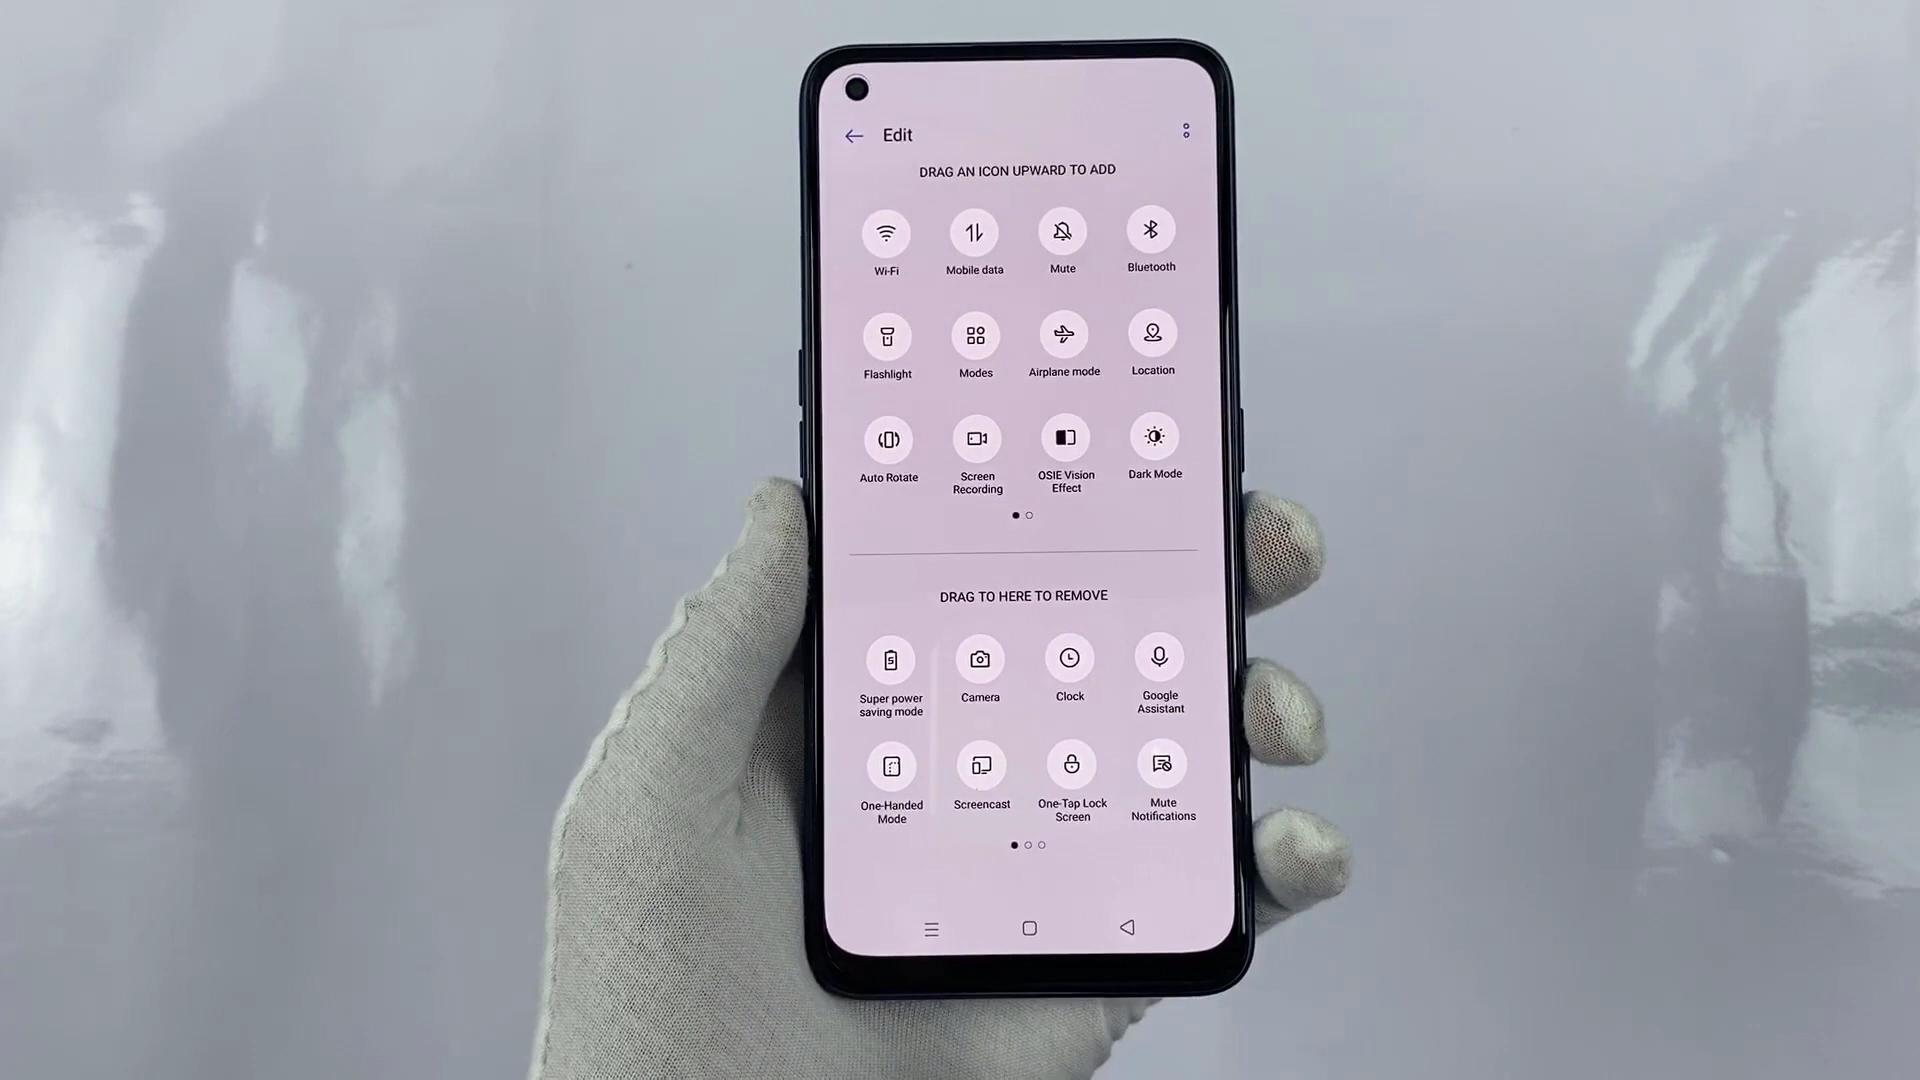 Edit
DRAG AN ICON UPWARD TO ADD
Wi-Fi
Mobile data
Mute
Bluetooth
Flashlight
Modes
Airplane mode
Location
Auto Rotate
Screen
Recording
OSIE Vision
Effect
Dark Mode
DRAG TO HERE TO REMOVE
Super power
saving mode
Camera
Clock
Google
Assistant
One-Handed
Mode
Screencast
One-Tap Lock
Screen
Mute
Notifications